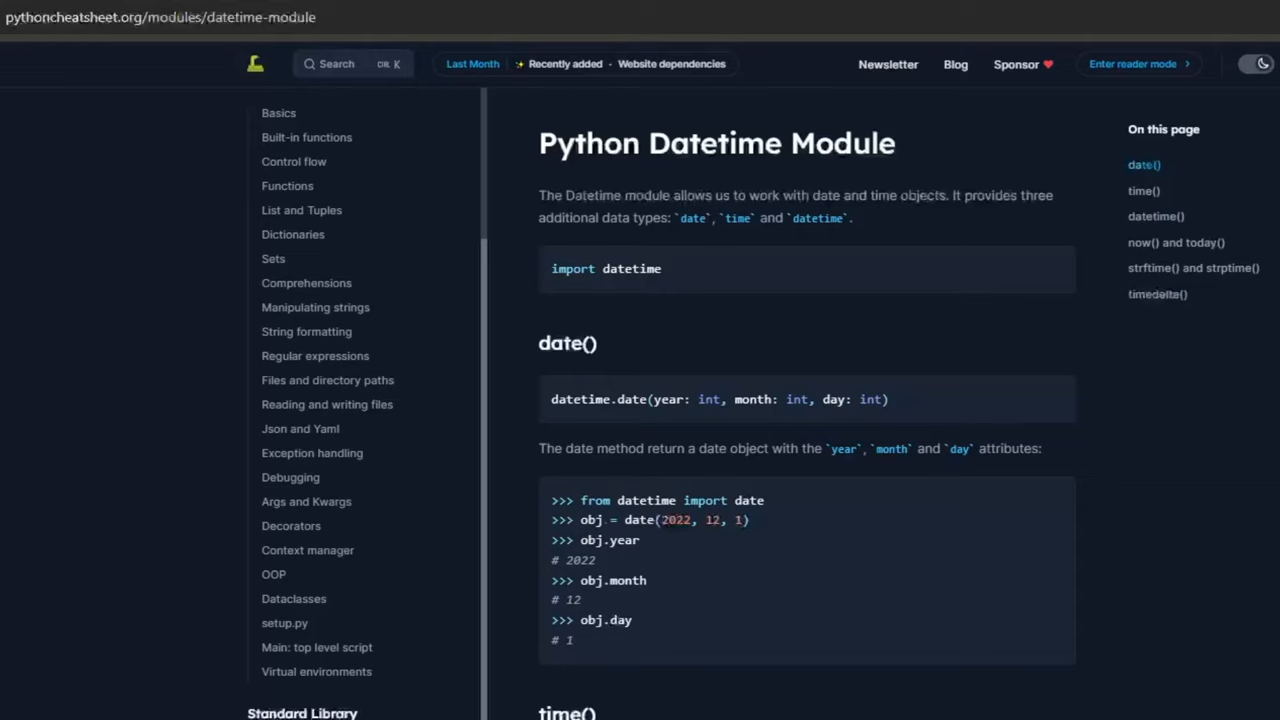 pythoncheatsheet.org/modules/datetime-module
Search CTRL K
Last Month ✨ Recently added · Website dependencies
Newsletter
Blog
Sponsor ❤
Enter reader mode >
Basics
Built-in functions
Control flow
Functions
List and Tuples
Dictionaries
Sets
Comprehensions
Manipulating strings
String formatting
Regular expressions
Files and directory paths
Reading and writing files
Json and Yaml
Exception handling
Debugging
Args and Kwargs
Decorators
Context manager
OOP
Dataclasses
setup.py
Main: top level script
Virtual environments
Standard Library
Python Datetime Module
The Datetime module allows us to work with date and time objects. It provides three
additional data types: `date`, `time` and `datetime`.
import datetime
date()
datetime.date(year: int, month: int, day: int)
The date method return a date object with the `year`, `month` and `day` attributes:
>>> from datetime import date
>>> obj = date(2022, 12, 1)
>>> obj.year
# 2022
>>> obj.month
# 12
>>> obj.day
# 1
time()
On this page
date()
time()
datetime()
now() and today()
strftime() and strptime()
timedelta()